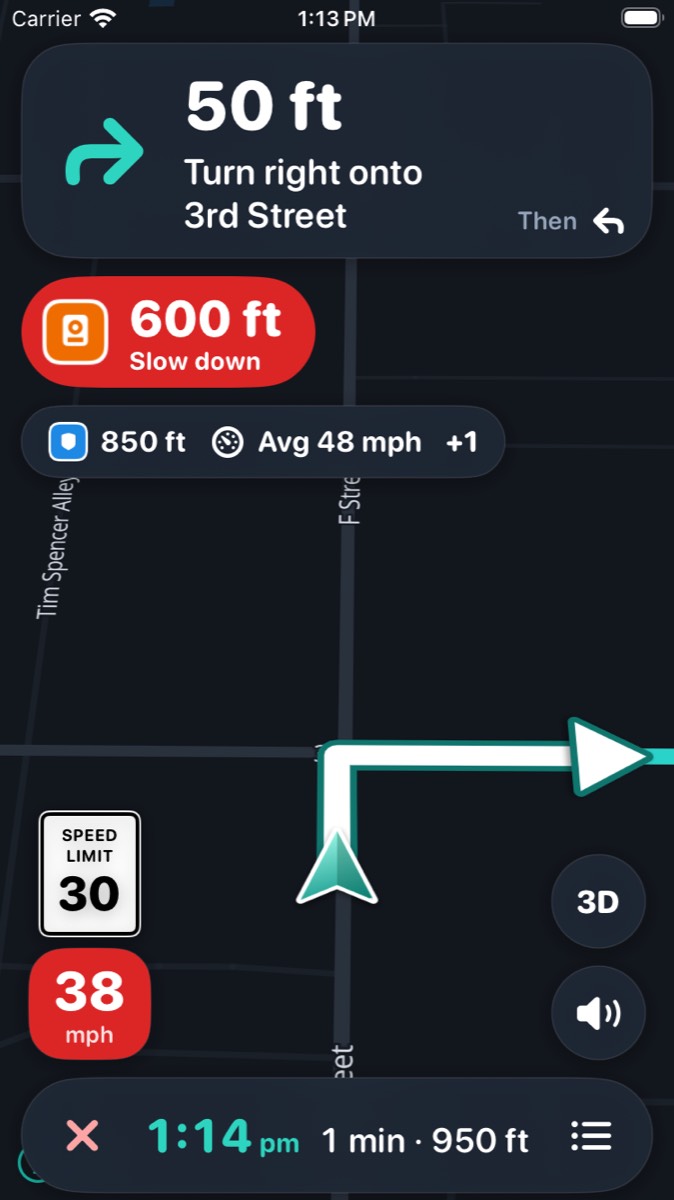 Carrier
1:13 PM
50 ft
Turn right onto
3rd Street
Then
600 ft
Slow down
850 ft
Avg 48 mph
+1
Tim Spencer Alley
F Stre
SPEED
LIMIT
30
3D
38
mph
eet
1:14 pm
1 min · 950 ft